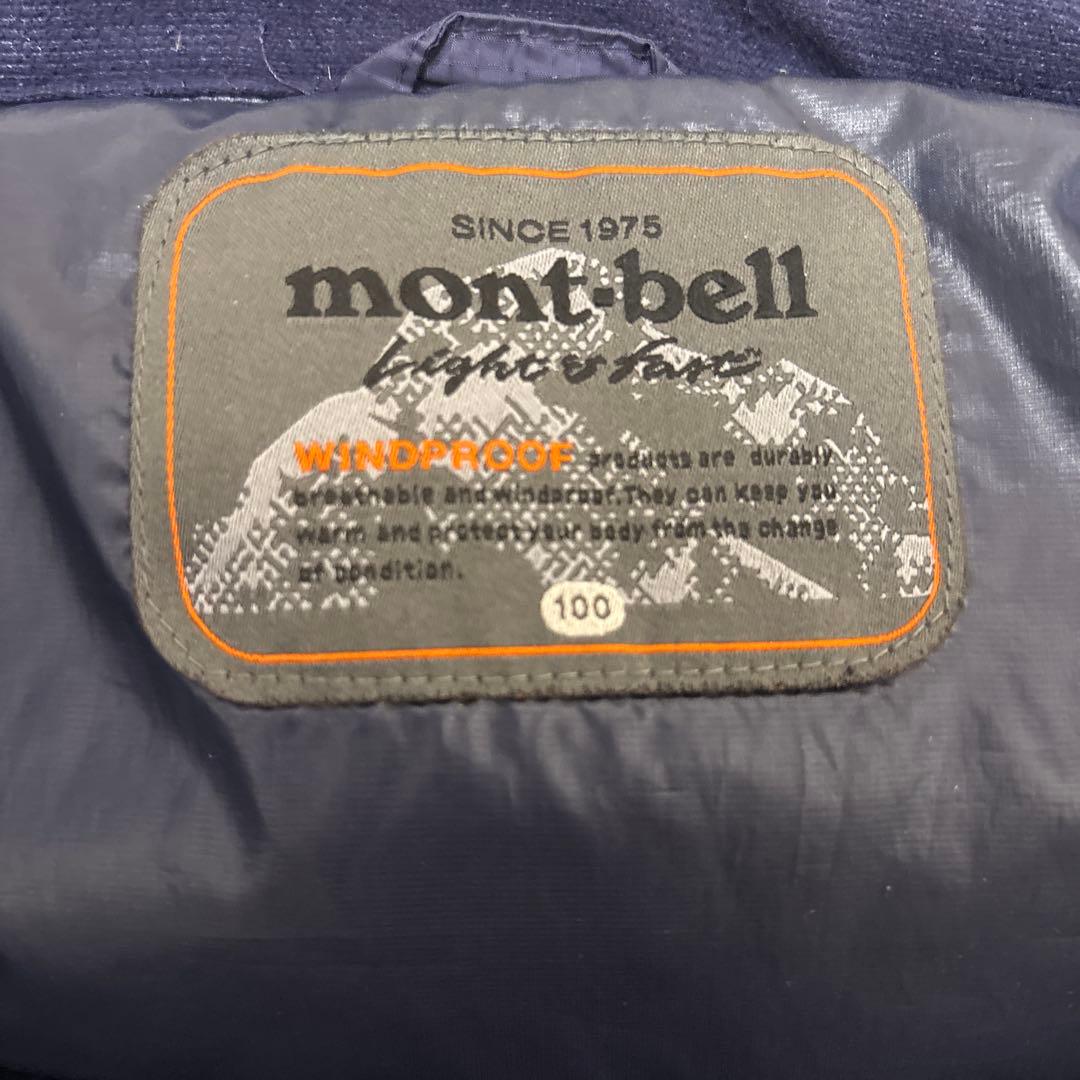 SINCE 1975
mont-bell
Light & Fast
WINDPROOF products are durably
breathable and windproof. They can keep you
warm and protect your body from the change
of condition.
100